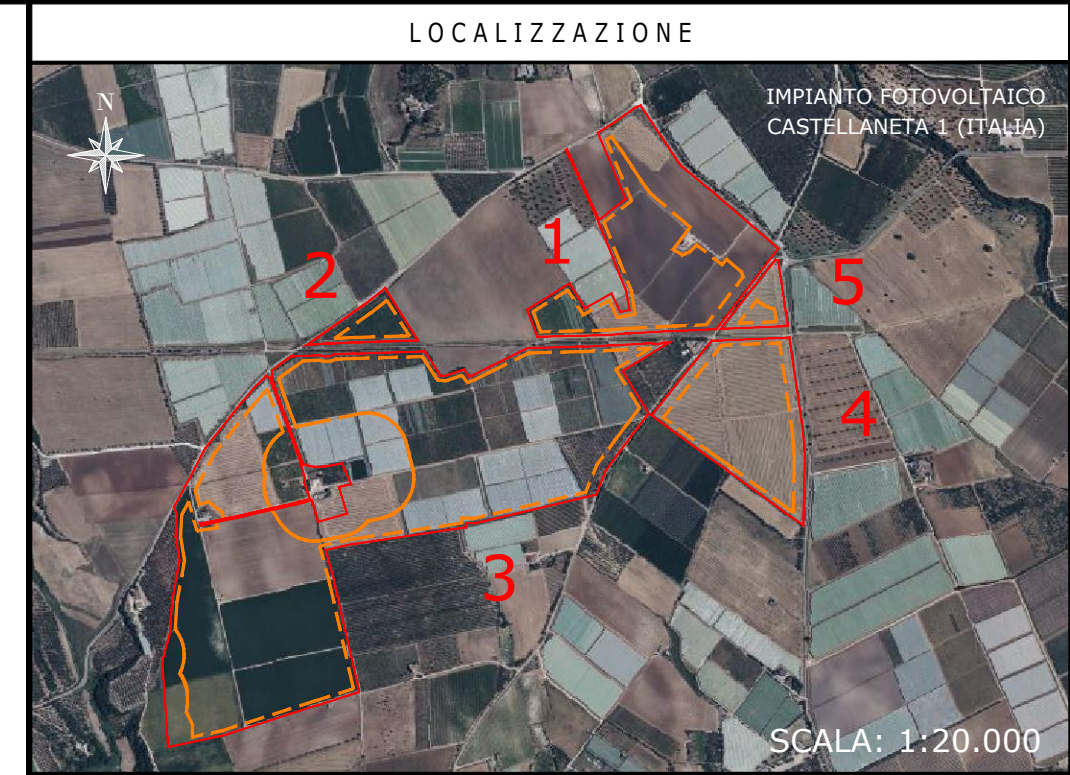 LOCALIZZAZIONE
N
IMPIANTO FOTOVOLTAICO
CASTELLANETA 1 (ITALIA)
1
2
5
4
3
SCALA: 1:20.000